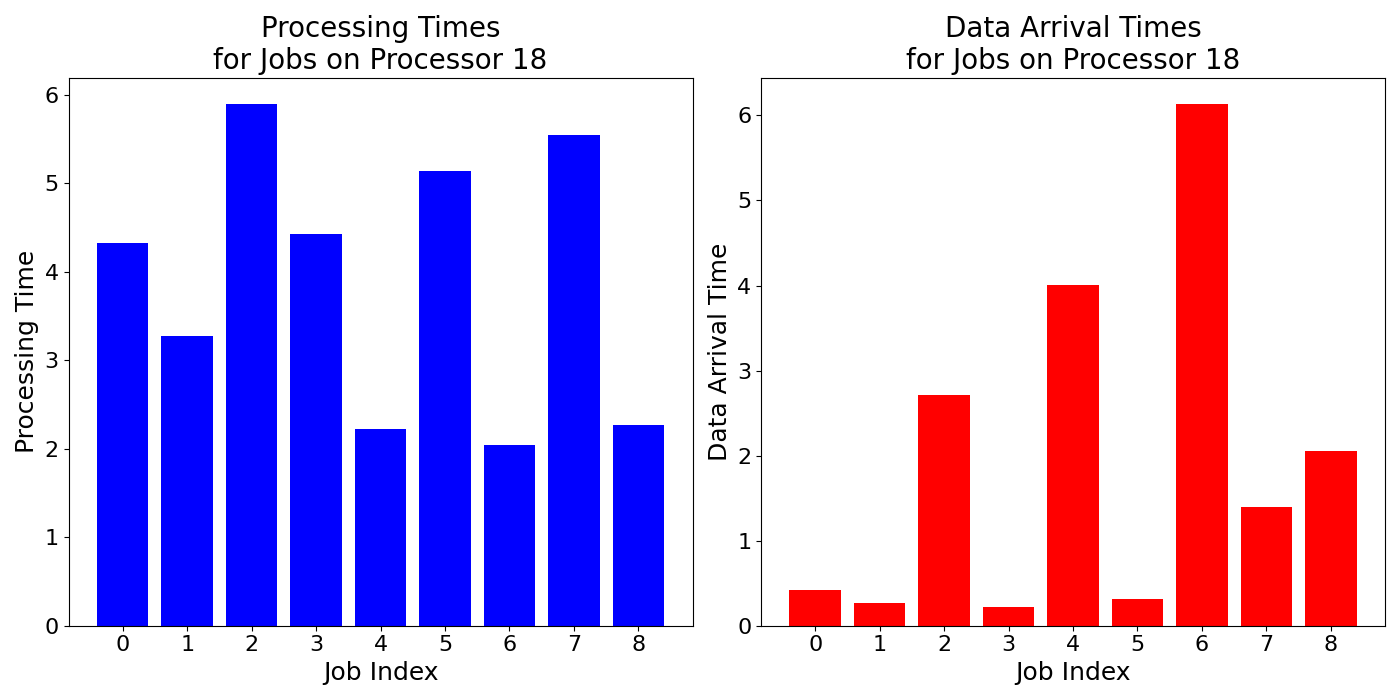 Processing Times
for Jobs on Processor 18
Processing Time
6
5
4
3
2
1
0
0 1 2 3 4 5 6 7 8
Job Index
Data Arrival Times
for Jobs on Processor 18
Data Arrival Time
6
5
4
3
2
1
0
0 1 2 3 4 5 6 7 8
Job Index